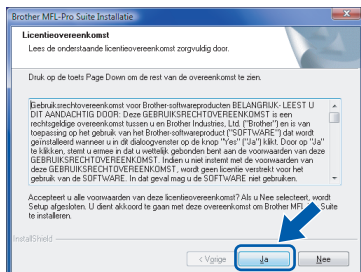 Brother MFL-Pro Suite Installatie
Licentieovereenkomst
Lees de onderstaande licentieovereenkomst zorgvuldig door.
Druk op de toets Page Down om de rest van de overeenkomst te zien.
Gebruiksrechtovereenkomst voor Brother-softwareproducten BELANGRIJK- LEEST U
DIT AANDACHTIG DOOR: Deze GEBRUIKSRECHTOVEREENKOMST is een
rechtsgeldige overeenkomst tussen u en Brother Industries, Ltd. ("Brother") en is van
toepassing op het gebruik van het Brother-softwareproduct ("SOFTWARE") dat wordt
geïnstalleerd wanneer u in dit dialoogvenster op de knop "Yes" ("Ja") klikt. Door op "Ja"
te klikken, stemt u ermee in dat u wettelijk gebonden bent aan de voorwaarden van deze
GEBRUIKSRECHTOVEREENKOMST. Indien u niet instemt met de voorwaarden van
deze GEBRUIKSRECHTOVEREENKOMST, wordt geen licentie verstrekt voor het
gebruik van de SOFTWARE. In dat geval mag u de SOFTWARE niet gebruiken.
Accepteert u alle voorwaarden van deze licentieovereenkomst? Als u Nee selecteert, wordt
Setup afgesloten. U dient akkoord te gaan met deze overeenkomst om Brother MFL Suite
te installeren.
InstallShield
< Vorige
Ja
Nee